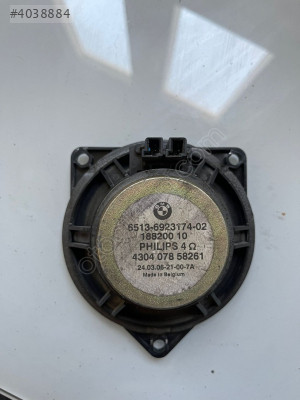 #4038884
BMW
6513-6923174-02
188200 10
PHILIPS 4 Ω
4304 078 58261
24.03.06-21-00-7A
Made in Belgium